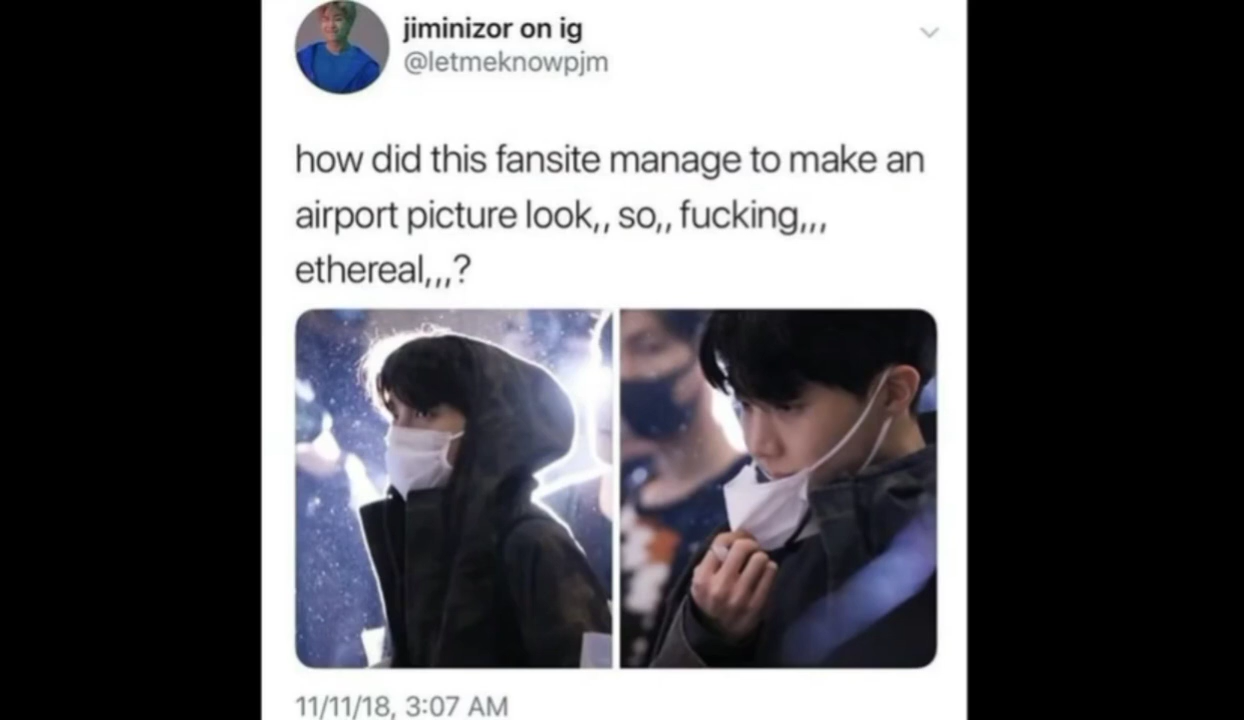 jiminizor on ig
@letmeknowpjm
how did this fansite manage to make an
airport picture look,, so,, fucking,,,
ethereal,,,?
11/11/18, 3:07 AM